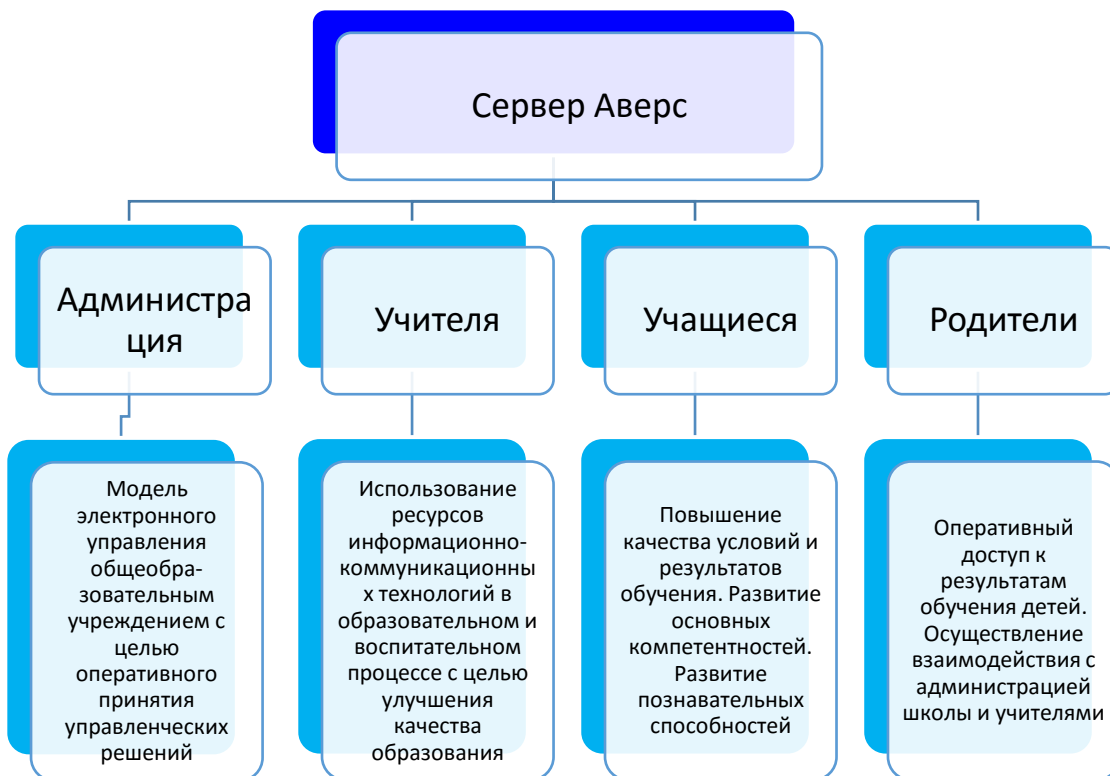 Сервер Аверс
Администра
ция
Учителя
Учащиеся
Родители
Модель
электронного
управления
общеобра-
зовательным
учреждением с
целью
оперативного
принятия
управленческих
решений
Использование
ресурсов
информационно-
коммуникационны
х технологий в
образовательном и
воспитательном
процессе с целью
улучшения
качества
образования
Повышение
качества условий и
результатов
обучения. Развитие
основных
компетентностей.
Развитие
познавательных
способностей
Оперативный
доступ к
результатам
обучения детей.
Осуществление
взаимодействия с
администрацией
школы и учителями